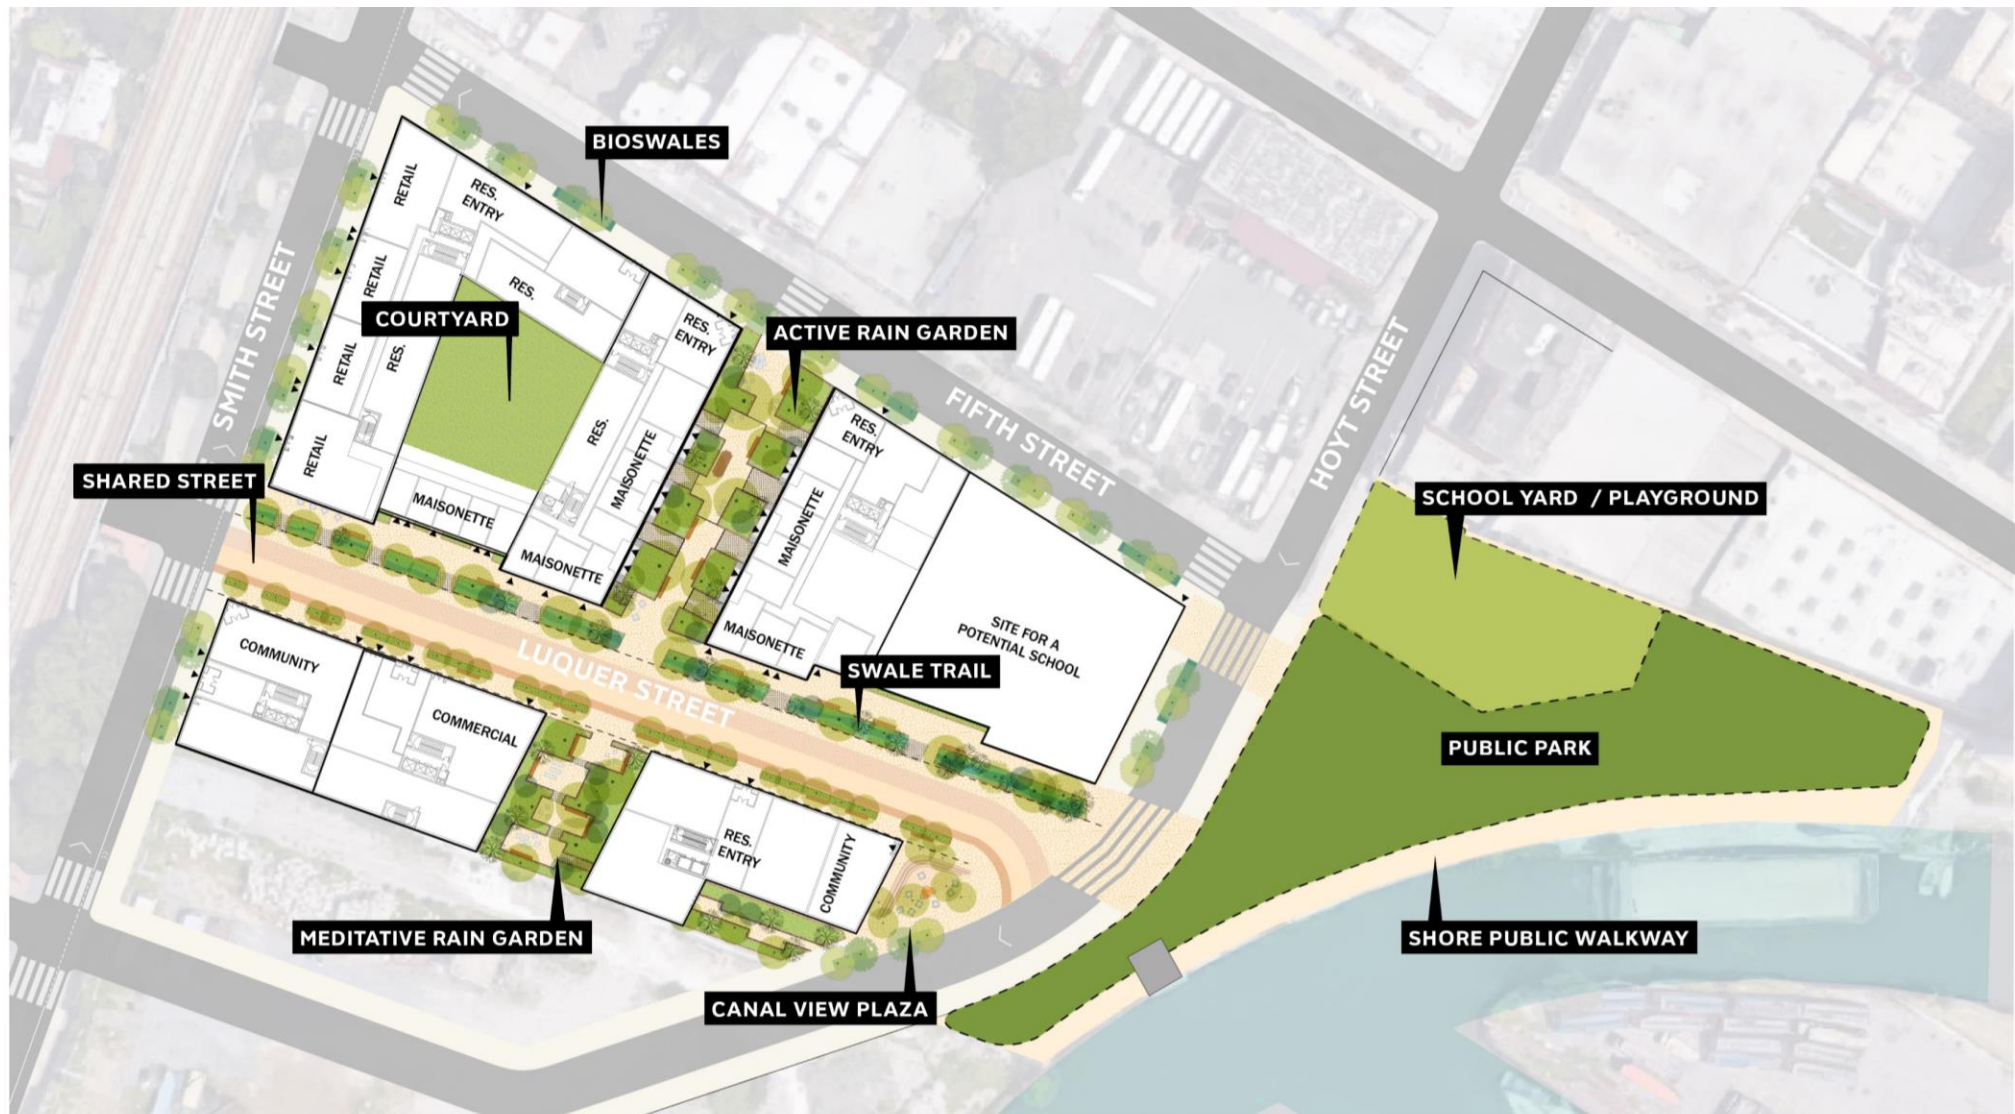 BIOSWALES
RETAIL
RES.
ENTRY
RETAIL
RES.
COURTYARD
RES.
ENTRY
ACTIVE RAIN GARDEN
SMITH STREET
RETAIL
RES.
FIFTH STREET
HOYT STREET
RES.
ENTRY
RES.
MAISONETTE
RETAIL
SHARED STREET
MAISONETTE
MAISONETTE
MAISONETTE
SCHOOL YARD / PLAYGROUND
MAISONETTE
SITE FOR A
POTENTIAL SCHOOL
COMMUNITY
LUQUER STREET
SWALE TRAIL
COMMERCIAL
PUBLIC PARK
RES.
ENTRY
COMMUNITY
MEDITATIVE RAIN GARDEN
SHORE PUBLIC WALKWAY
CANAL VIEW PLAZA